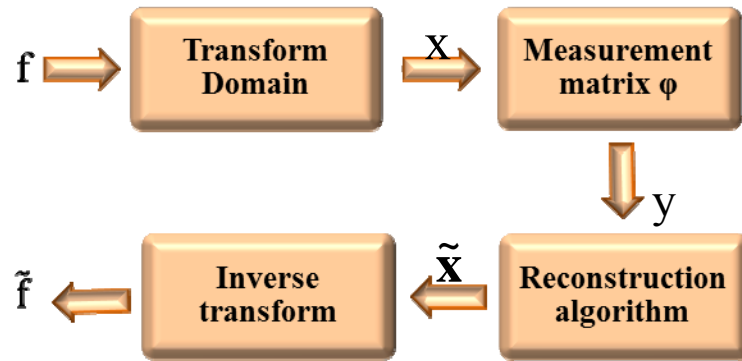 f
Transform
Domain
x
Measurement
matrix φ
y
Reconstruction
algorithm
x̃
Inverse
transform
f̃